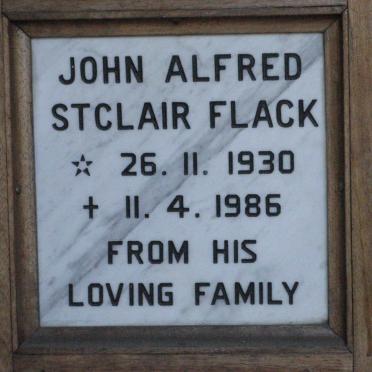 JOHN ALFRED
STCLAIR FLACK
☆ 26. 11. 1930
✝ 11. 4. 1986
FROM HIS
LOVING FAMILY